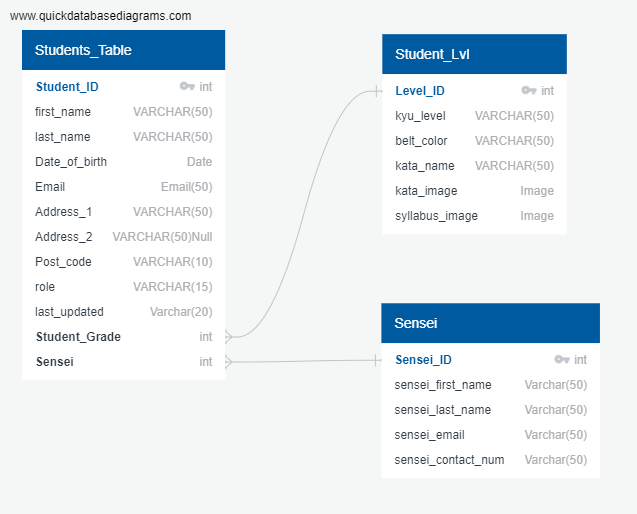 www.quickdatabasediagrams.com
Students_Table
Student_ID int
first_name VARCHAR(50)
last_name VARCHAR(50)
Date_of_birth Date
Email Email(50)
Address_1 VARCHAR(50)
Address_2 VARCHAR(50)Null
Post_code VARCHAR(10)
role VARCHAR(15)
last_updated Varchar(20)
Student_Grade int
Sensei int
Student_Lvl
Level_ID int
kyu_level VARCHAR(50)
belt_color VARCHAR(50)
kata_name VARCHAR(50)
kata_image Image
syllabus_image Image
Sensei
Sensei_ID int
sensei_first_name Varchar(50)
sensei_last_name Varchar(50)
sensei_email Varchar(50)
sensei_contact_num Varchar(50)